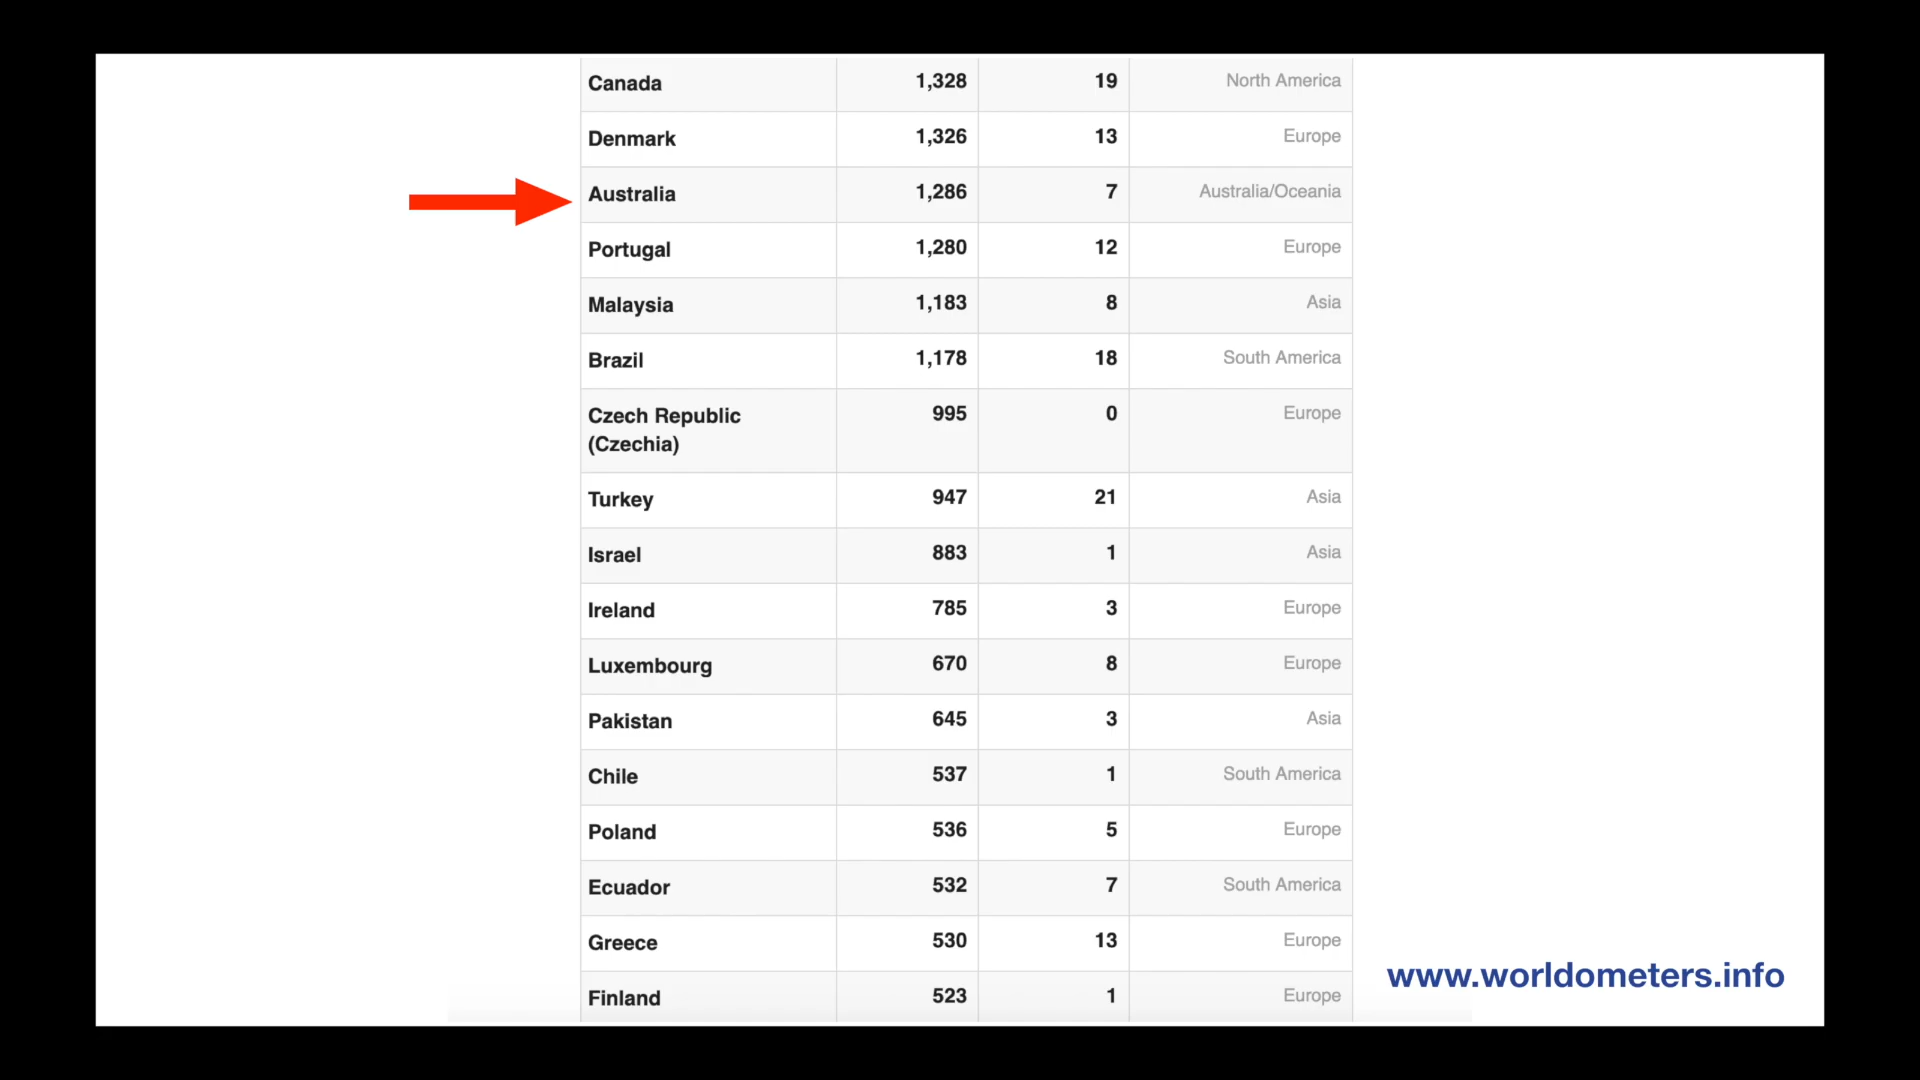 Canada 1,328 19 North America
Denmark 1,326 13 Europe
Australia 1,286 7 Australia/Oceania
Portugal 1,280 12 Europe
Malaysia 1,183 8 Asia
Brazil 1,178 18 South America
Czech Republic 995 0 Europe
(Czechia)
Turkey 947 21 Asia
Israel 883 1 Asia
Ireland 785 3 Europe
Luxembourg 670 8 Europe
Pakistan 645 3 Asia
Chile 537 1 South America
Poland 536 5 Europe
Ecuador 532 7 South America
Greece 530 13 Europe
www.worldometers.info
Finland 523 1 Europe